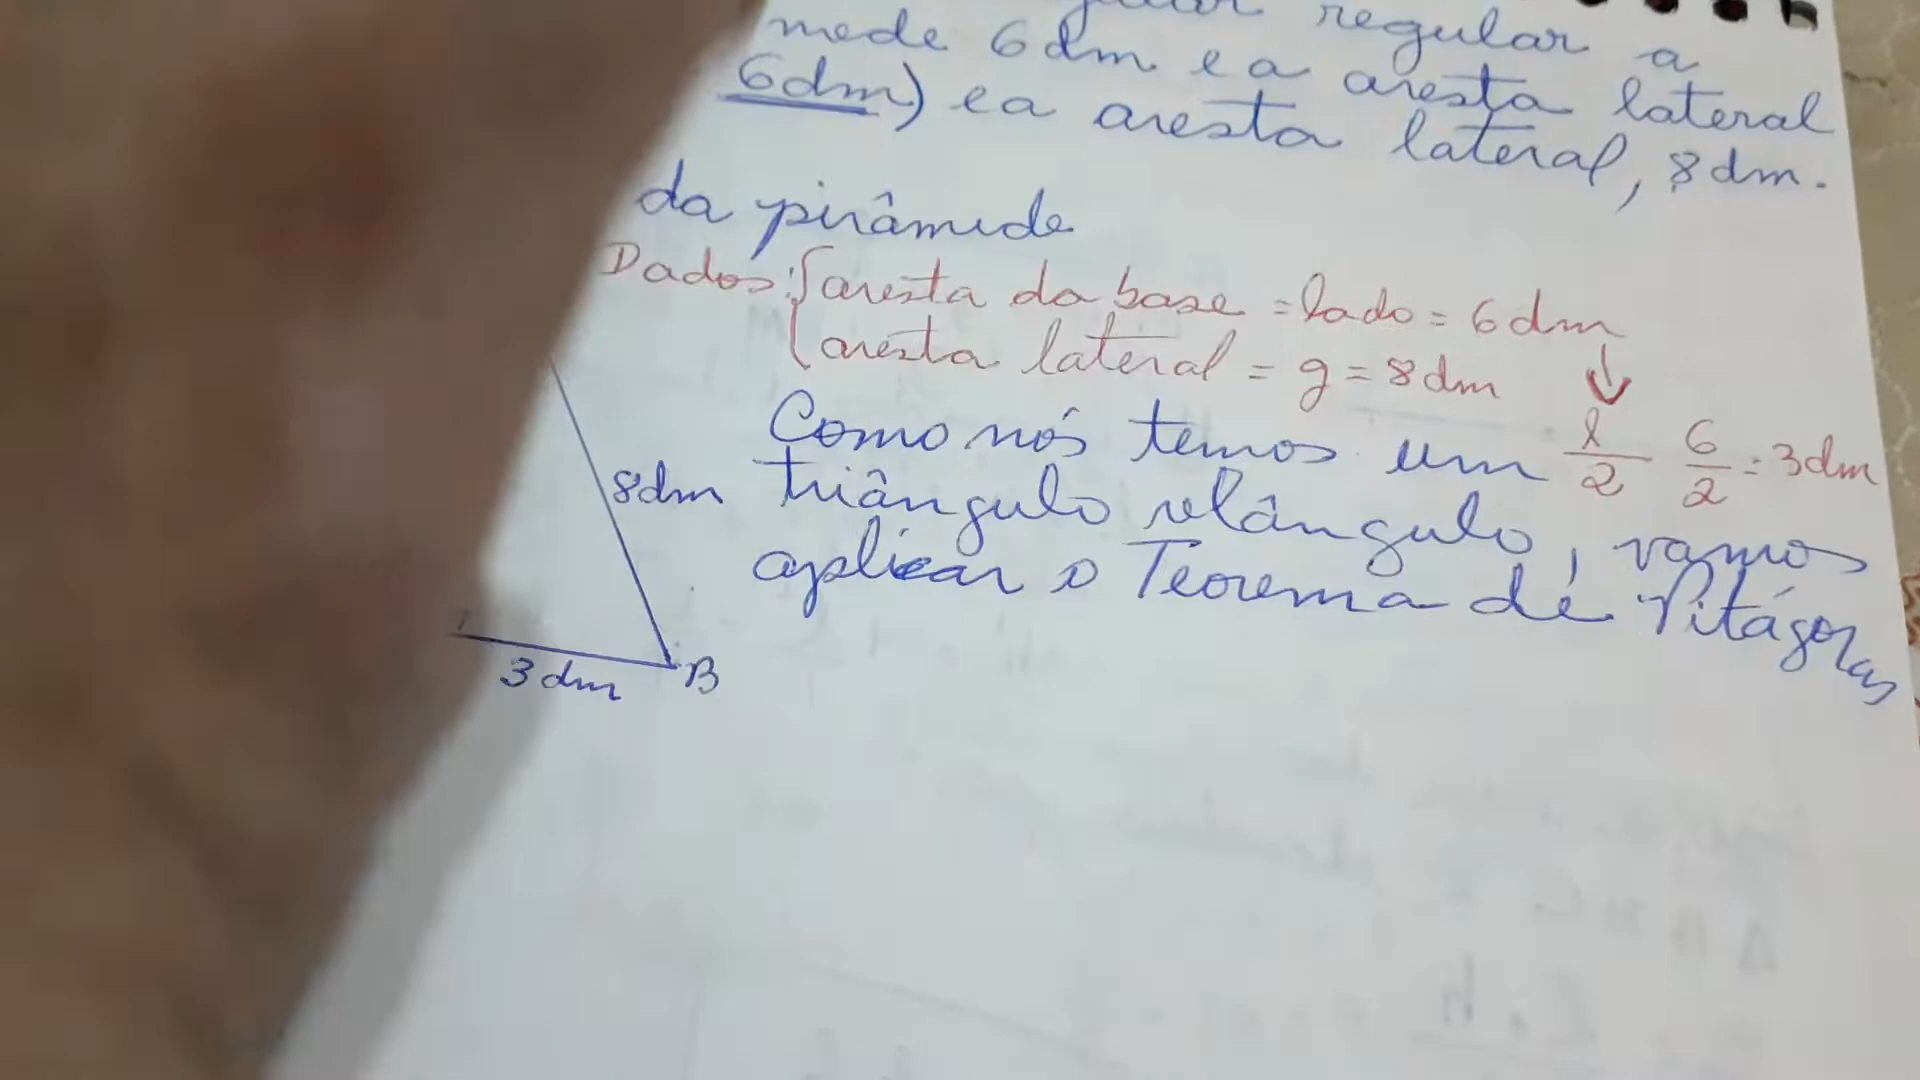 regular a
mede 6dm e a aresta lateral
6dm) e a aresta lateral, 8dm.
da pirâmide
Dados: { aresta da base = lado = 6dm
aresta lateral = g = 8dm
Como nós temos um l/2 6/2 = 3dm
8dm triângulo retângulo, vamos
aplicar o Teorema de Pitágoras
3dm B